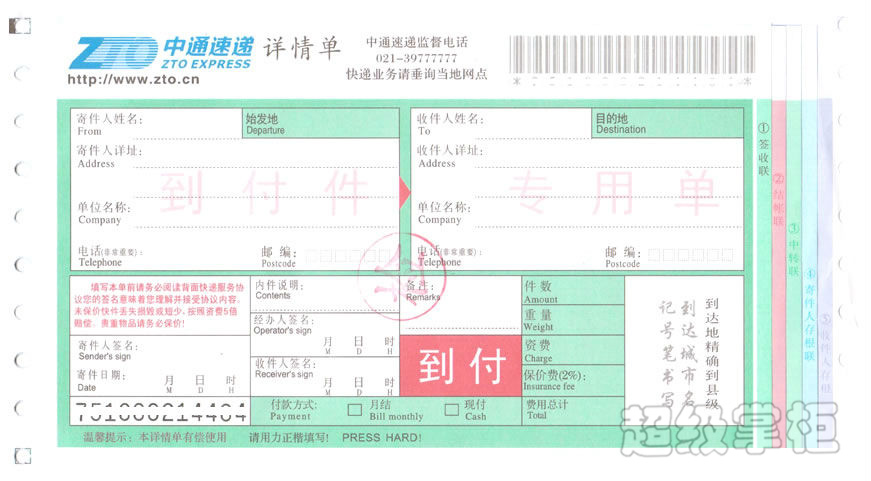 ZTO 中通速递
ZTO EXPRESS
详情单
http://www.zto.cn
中通速递监督电话
021-39777777
快递业务请垂询当地网点
寄件人姓名:
From
始发地
Departure
收件人姓名:
To
目的地
Destination
寄件人详址:
Address
收件人详址:
Address
到付件 专用单
单位名称:
Company
单位名称:
Company
电话(非常重要):
Telephone
邮编:
Postcode
电话(非常重要):
Telephone
邮编:
Postcode
填写本单前请务必阅读背面快递服务协
议您的签名意味着您理解并接受协议内容。
未保价快件丢失损毁或短少,按照资费5倍
赔偿,贵重物品请务必保价!
寄件人签名:
Sender's sign
寄件日期:
Date
月 日 时
M D H
内件说明:
Contents
经办人签名:
Operator's sign
月 日 时
M D H
收件人签名:
Receiver's sign
月 日 时
M D H
备注:
Remarks
到付
件数
Amount
重量
Weight
资费
Charge
保价费(2%):
Insurance fee
费用总计
Total
到达地精确到县级
到达城市名
记号笔书写
751600214464
付款方式:
Payment
月结
Bill monthly
现付
Cash
温馨提示: 本详情单有偿使用
请用力正楷填写! PRESS HARD!
①签收联
②结帐联
③中转联
④寄件人存根联
⑤收件人存根
超级掌柜